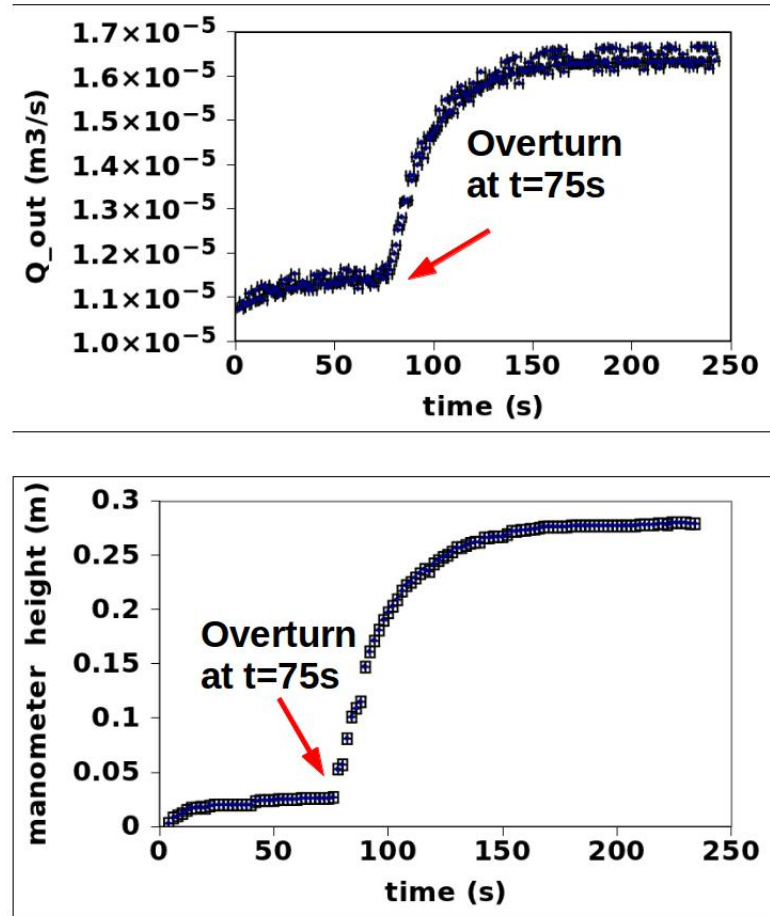 1.7×10⁻⁵
1.6×10⁻⁵
1.5×10⁻⁵
1.4×10⁻⁵
1.3×10⁻⁵
1.2×10⁻⁵
1.1×10⁻⁵
1.0×10⁻⁵
Q_out (m3/s)
Overturn
at t=75s
0 50 100 150 200 250
time (s)
0.3
0.25
0.2
0.15
0.1
0.05
0
manometer height (m)
Overturn
at t=75s
0 50 100 150 200 250
time (s)